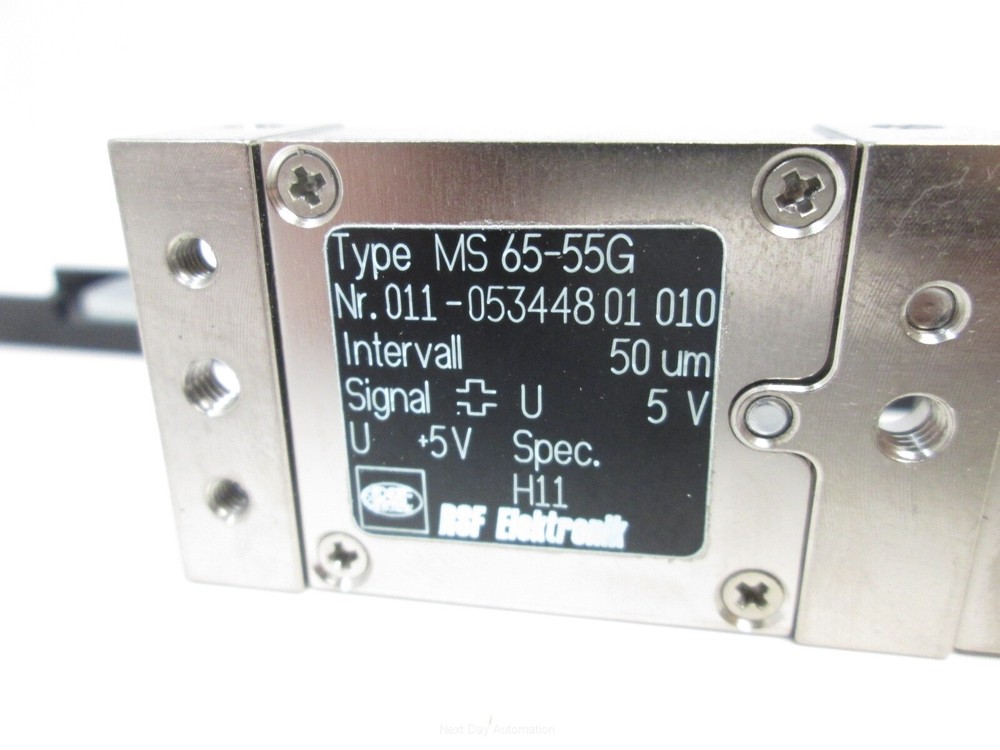 Type MS 65-55G
Nr. 011-053448 01 010
Intervall 50 um
Signal U 5 V
U +5V Spec.
H11
RSF Elektronik
Next Day Automation